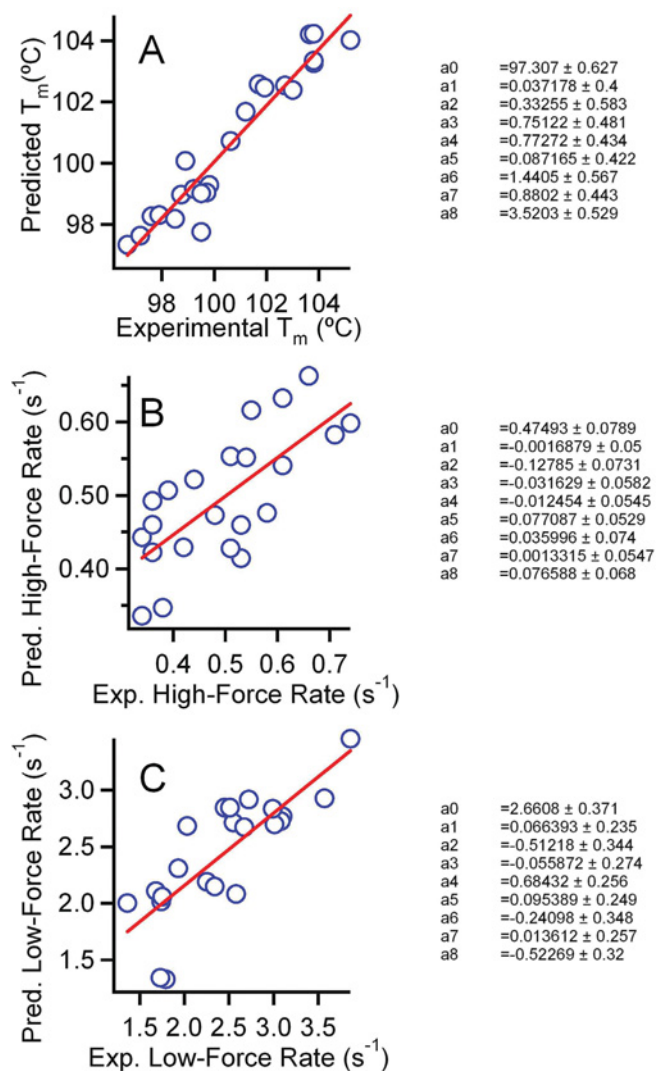 A
104
102
100
98
Predicted Tm (ºC)
98 100 102 104
Experimental Tm (ºC)
a0 =97.307 ± 0.627
a1 =0.037178 ± 0.4
a2 =0.33255 ± 0.583
a3 =0.75122 ± 0.481
a4 =0.77272 ± 0.434
a5 =0.087165 ± 0.422
a6 =1.4405 ± 0.567
a7 =0.8802 ± 0.443
a8 =3.5203 ± 0.529
B
0.60
0.50
0.40
Pred. High-Force Rate (s⁻¹)
0.4 0.5 0.6 0.7
Exp. High-Force Rate (s⁻¹)
a0 =0.47493 ± 0.0789
a1 =-0.0016879 ± 0.05
a2 =-0.12785 ± 0.0731
a3 =-0.031629 ± 0.0582
a4 =-0.012454 ± 0.0545
a5 =0.077087 ± 0.0529
a6 =0.035996 ± 0.074
a7 =0.0013315 ± 0.0547
a8 =0.076588 ± 0.068
C
3.0
2.5
2.0
1.5
Pred. Low-Force Rate (s⁻¹)
1.5 2.0 2.5 3.0 3.5
Exp. Low-Force Rate (s⁻¹)
a0 =2.6608 ± 0.371
a1 =0.066393 ± 0.235
a2 =-0.51218 ± 0.344
a3 =-0.055872 ± 0.274
a4 =0.68432 ± 0.256
a5 =0.095389 ± 0.249
a6 =-0.24098 ± 0.348
a7 =0.013612 ± 0.257
a8 =-0.52269 ± 0.32